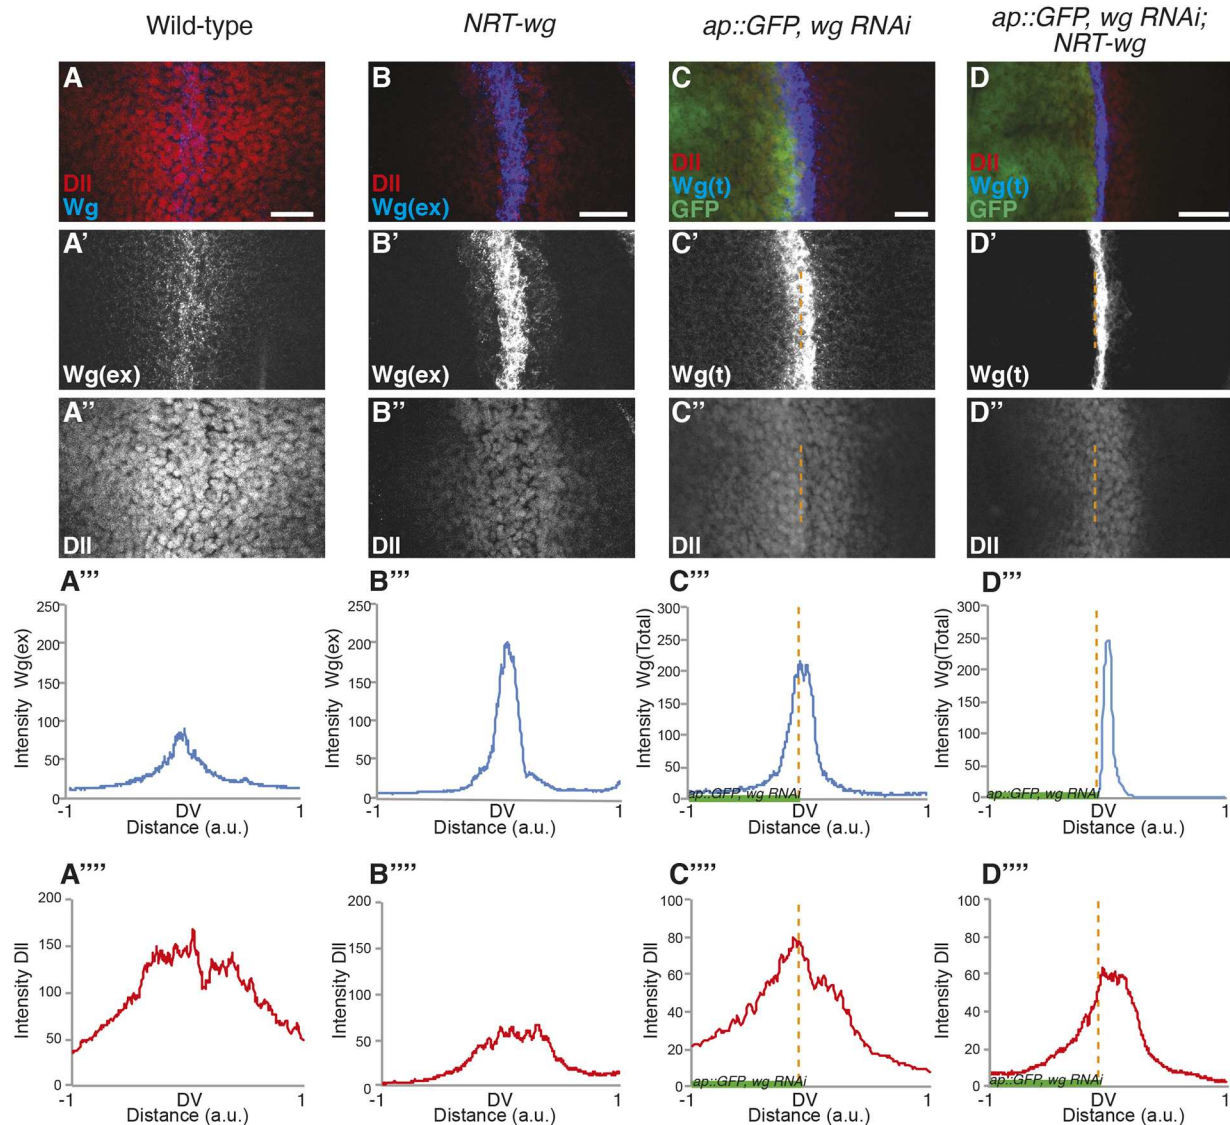 Wild-type
NRT-wg
ap::GFP, wg RNAi
ap::GFP, wg RNAi;
NRT-wg
A
Dll
Wg
B
Dll
Wg(ex)
C
Dll
Wg(t)
GFP
D
Dll
Wg(t)
GFP
A’
Wg(ex)
B’
Wg(ex)
C’
Wg(t)
D’
Wg(t)
A’’
Dll
B’’
Dll
C’’
Dll
D’’
Dll
A’’’
Intensity Wg(ex)
250
200
150
100
50
0
-1
DV
1
Distance (a.u.)
B’’’
Intensity Wg(ex)
250
200
150
100
50
0
-1
DV
1
Distance (a.u.)
C’’’
Intensity Wg(Total)
300
250
200
150
100
50
0
ap::GFP, wg RNAi
-1
DV
1
Distance (a.u.)
D’’’
Intensity Wg(Total)
300
250
200
150
100
50
0
ap::GFP, wg RNAi
-1
DV
1
Distance (a.u.)
A’’’’
Intensity Dll
200
150
100
50
0
-1
DV
1
Distance (a.u.)
B’’’’
Intensity Dll
200
150
100
50
0
-1
DV
1
Distance (a.u.)
C’’’’
Intensity Dll
100
80
60
40
20
0
ap::GFP, wg RNAi
-1
DV
1
Distance (a.u.)
D’’’’
Intensity Dll
100
80
60
40
20
0
ap::GFP, wg RNAi
-1
DV
1
Distance (a.u.)